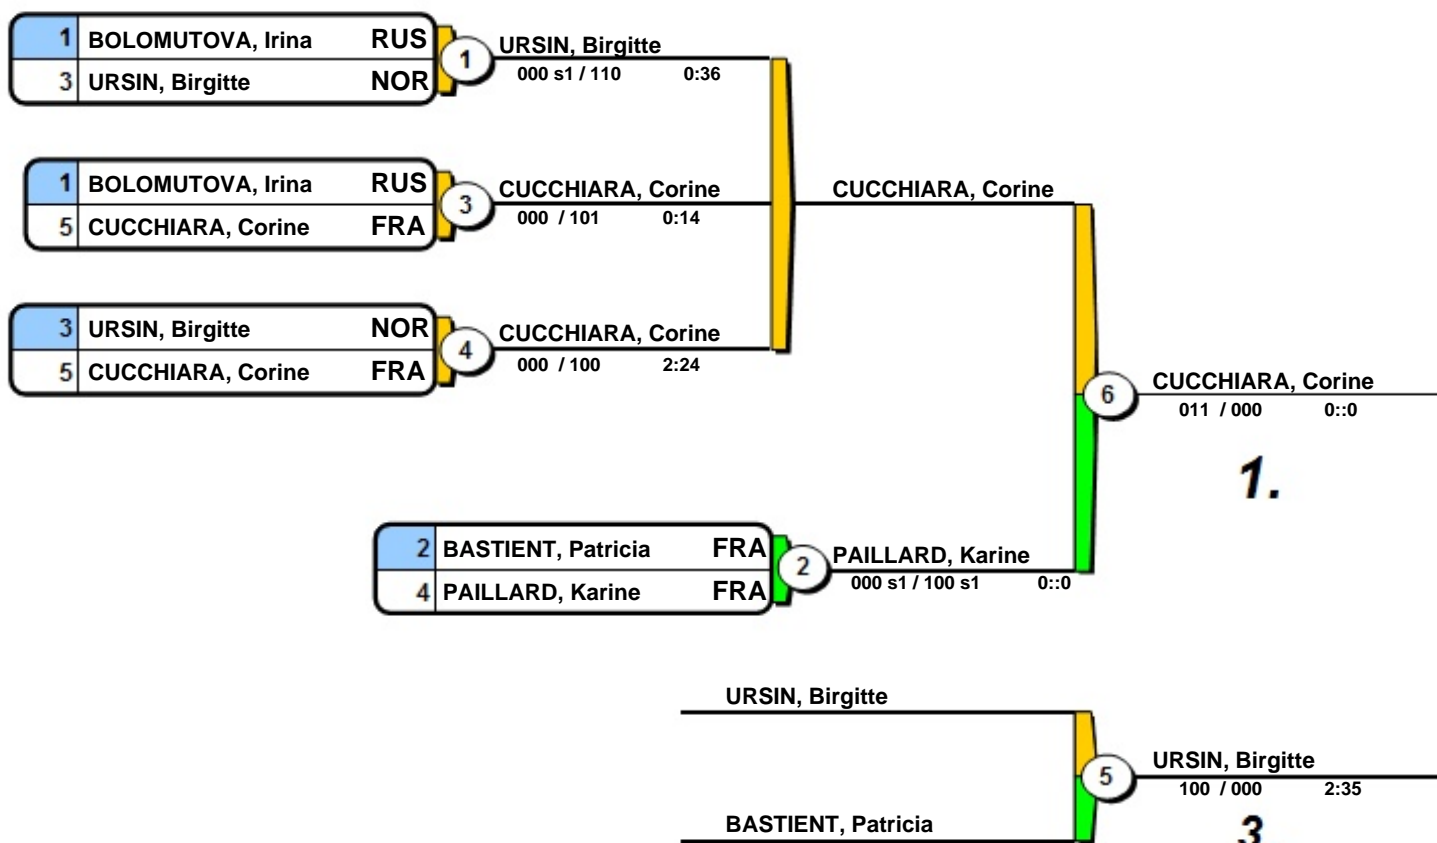 1 BOLOMUTOVA, Irina RUS
3 URSIN, Birgitte NOR
1
URSIN, Birgitte
000 s1 / 110 0:36
1 BOLOMUTOVA, Irina RUS
5 CUCCHIARA, Corine FRA
3
CUCCHIARA, Corine
000 / 101 0:14
CUCCHIARA, Corine
3 URSIN, Birgitte NOR
5 CUCCHIARA, Corine FRA
4
CUCCHIARA, Corine
000 / 100 2:24
6
CUCCHIARA, Corine
011 / 000 0::0
1.
2 BASTIENT, Patricia FRA
4 PAILLARD, Karine FRA
2
PAILLARD, Karine
000 s1 / 100 s1 0::0
URSIN, Birgitte
5
URSIN, Birgitte
100 / 000 2:35
BASTIENT, Patricia
3